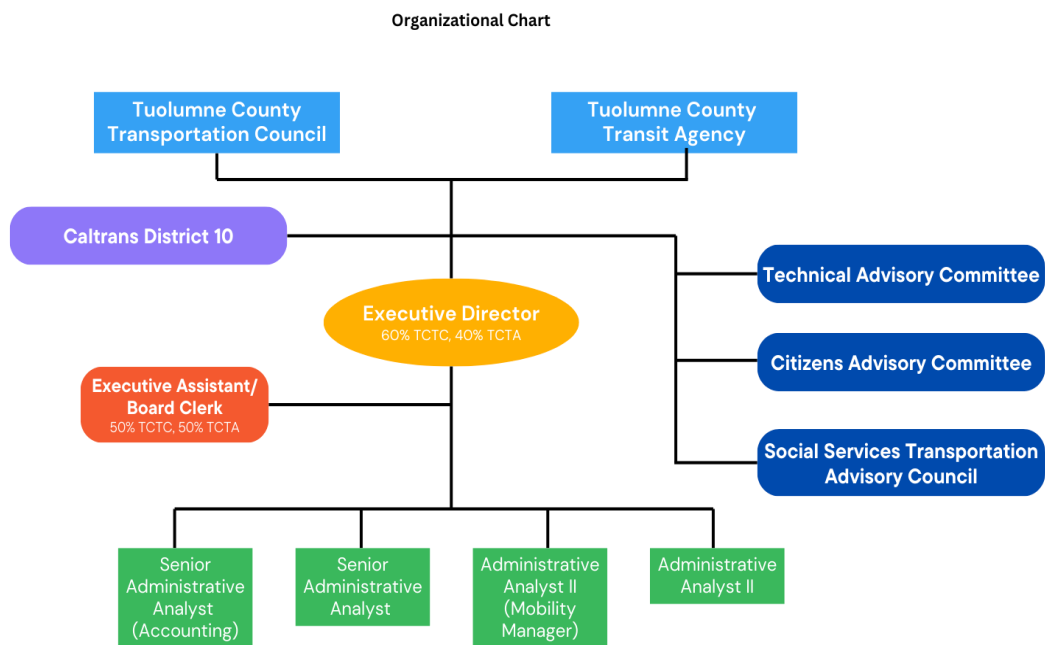 Organizational Chart
Tuolumne County
Transportation Council
Tuolumne County
Transit Agency
Caltrans District 10
Technical Advisory Committee
Executive Director
60% TCTC, 40% TCTA
Citizens Advisory Committee
Executive Assistant/
Board Clerk
50% TCTC, 50% TCTA
Social Services Transportation
Advisory Council
Senior
Administrative
Analyst
(Accounting)
Senior
Administrative
Analyst
Administrative
Analyst II
(Mobility
Manager)
Administrative
Analyst II